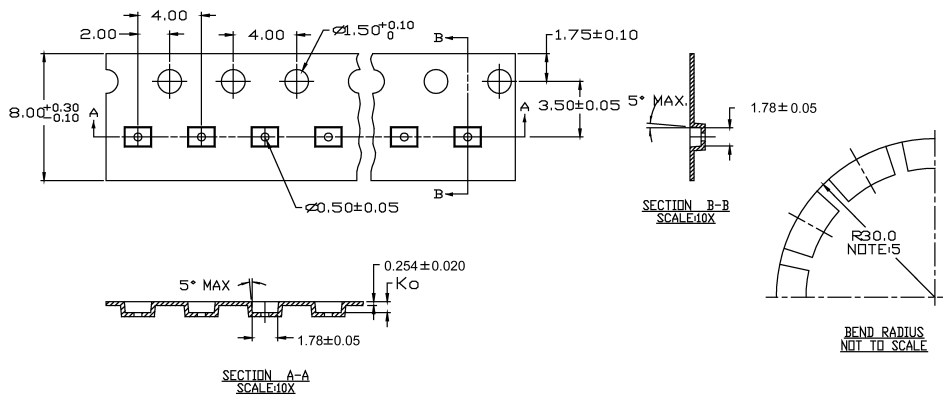 4.00
2.00
4.00
⌀1.50 +0.10 0
B
1.75±0.10
8.00 +0.30 -0.10
A
A
3.50±0.05
5° MAX.
1.78±0.05
B
⌀0.50±0.05
SECTION B-B
SCALE:10X
R30.0
NOTE:5
0.254±0.020
5° MAX
Ko
1.78±0.05
BEND RADIUS
NOT TO SCALE
SECTION A-A
SCALE:10X